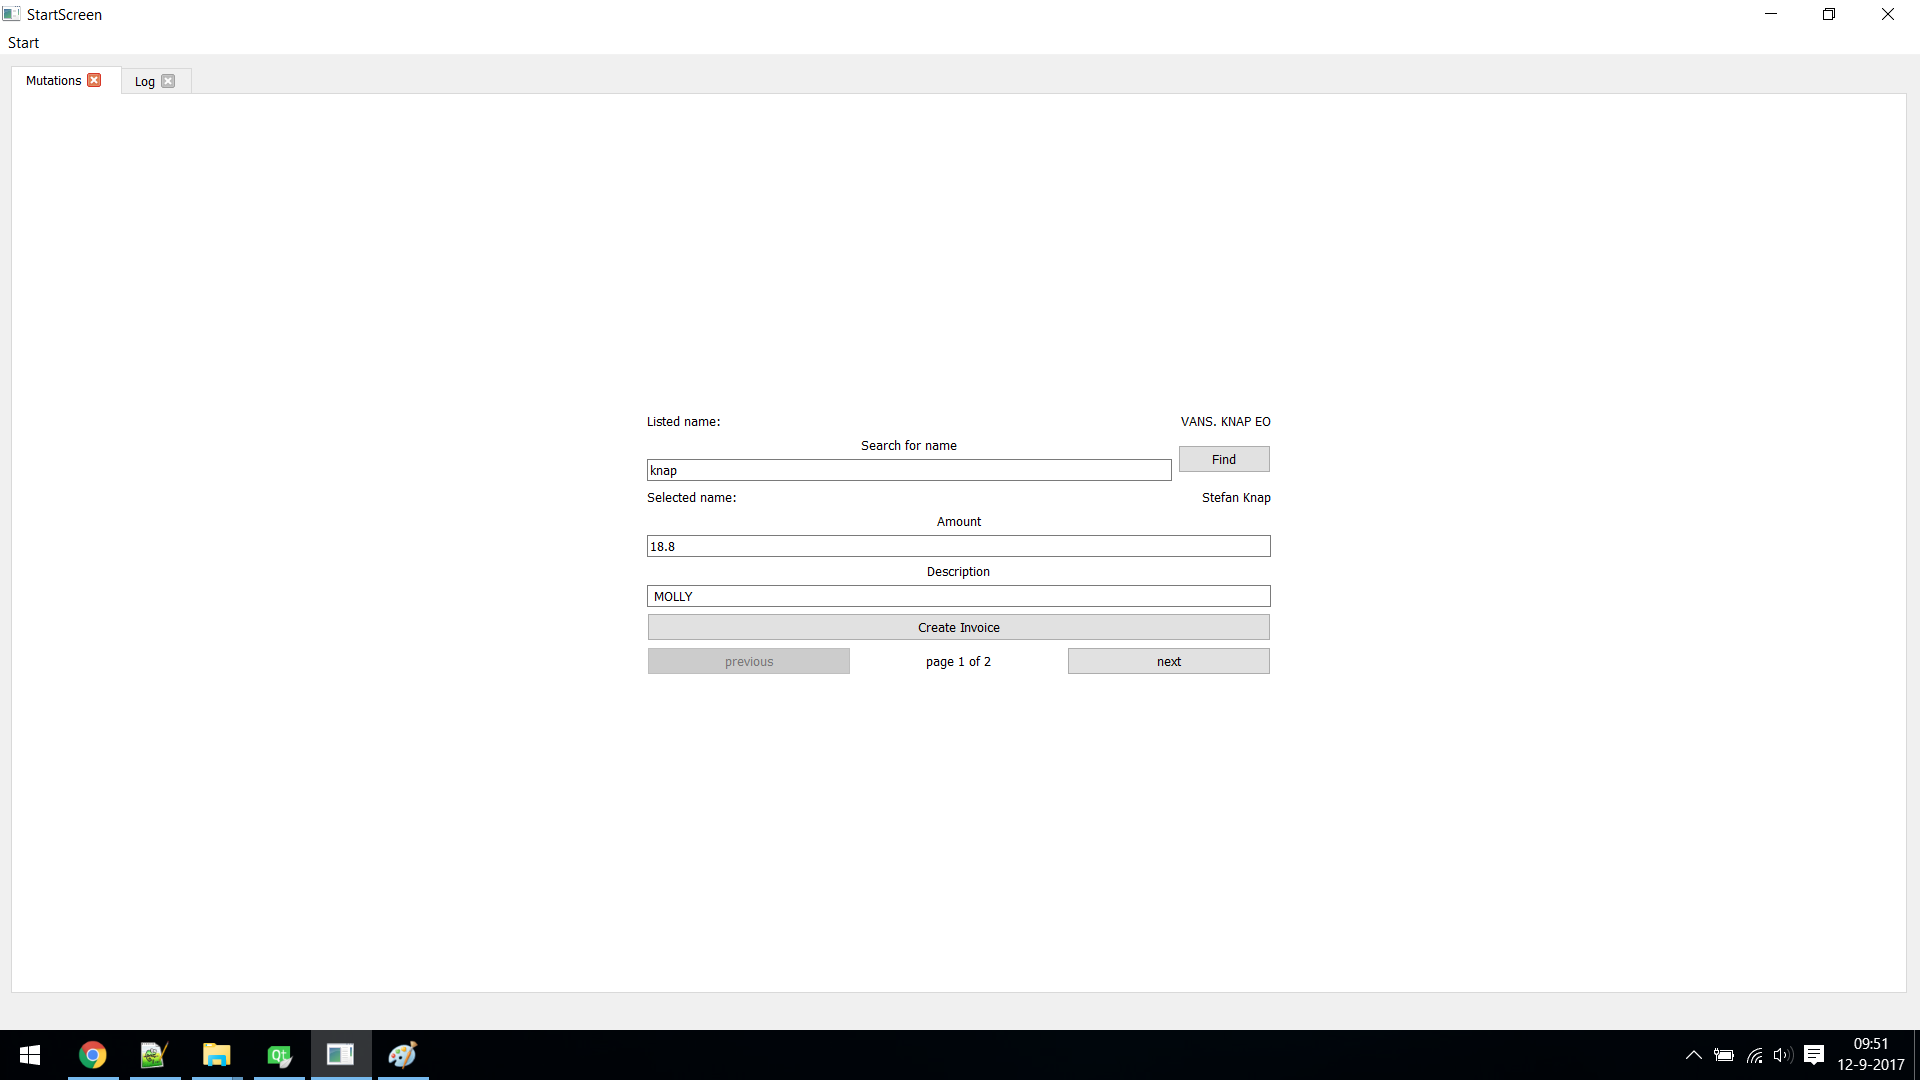 StartScreen
Start
Mutations
Log
Listed name: VANS. KNAP EO
Search for name
Find
knap
Selected name: Stefan Knap
Amount
18.8
Description
MOLLY
Create Invoice
previous page 1 of 2 next
Qt
09:51
12-9-2017